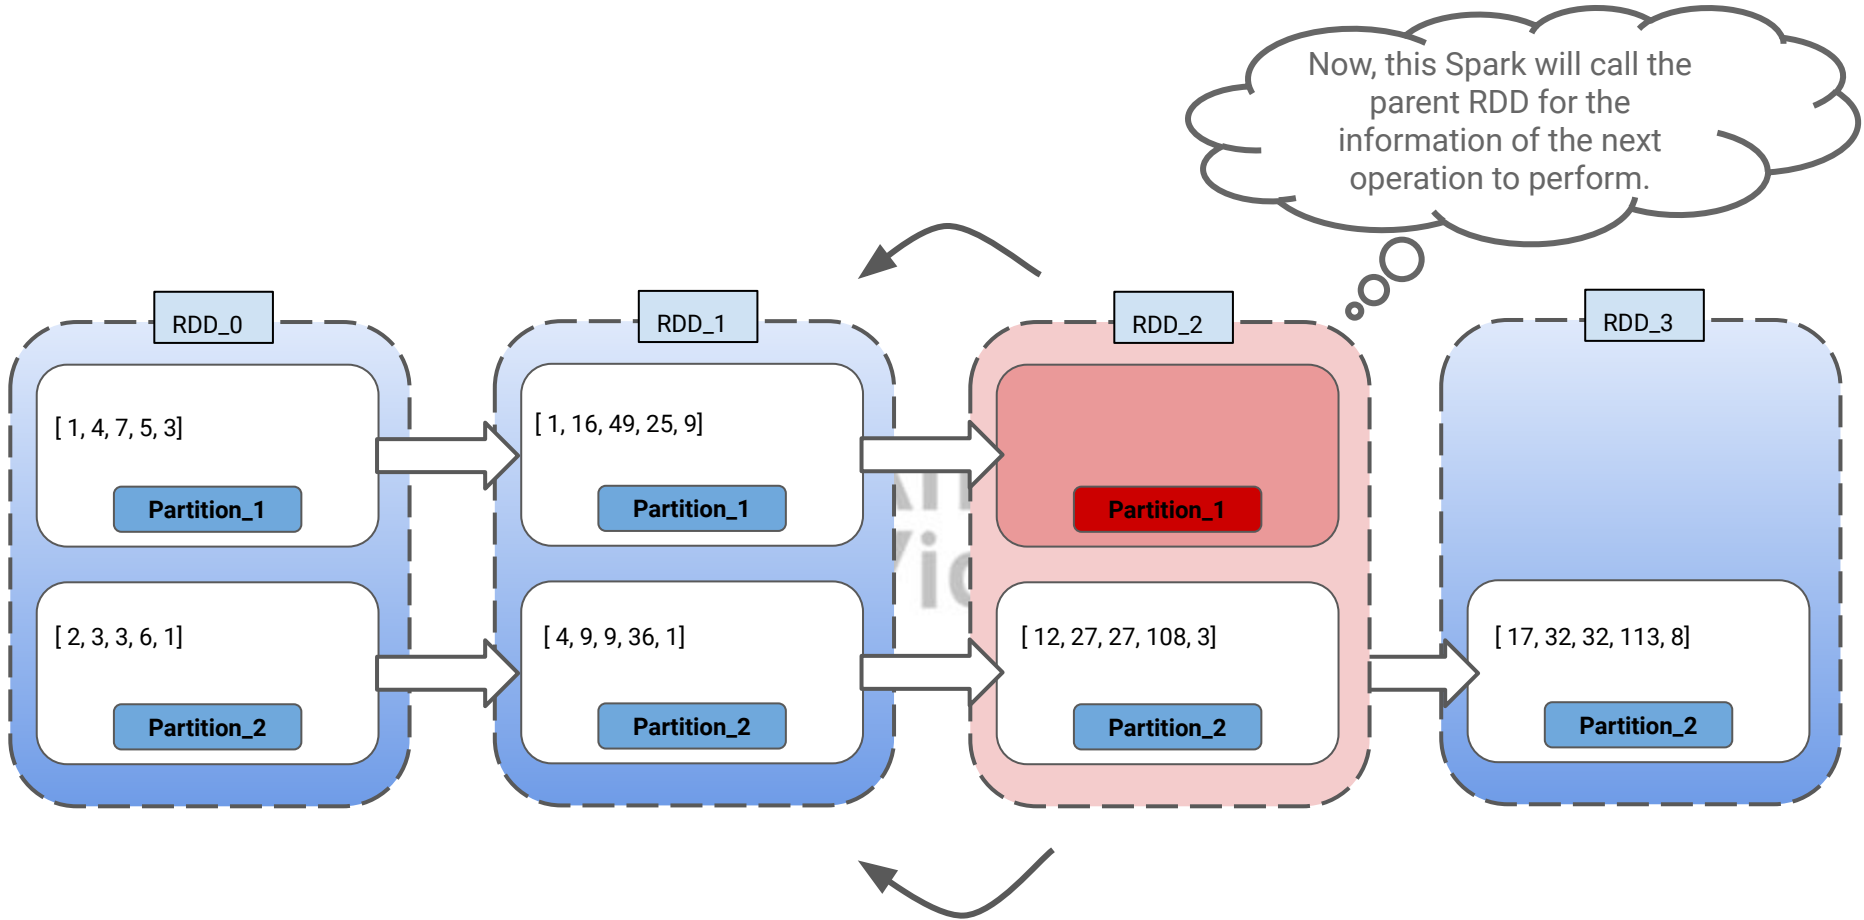 Now, this Spark will call the
parent RDD for the
information of the next
operation to perform.
RDD_0
RDD_1
RDD_2
RDD_3
[ 1, 4, 7, 5, 3]
[ 1, 16, 49, 25, 9]
Partition_1
Partition_1
Partition_1
[ 2, 3, 3, 6, 1]
[ 4, 9, 9, 36, 1]
[ 12, 27, 27, 108, 3]
[ 17, 32, 32, 113, 8]
Partition_2
Partition_2
Partition_2
Partition_2